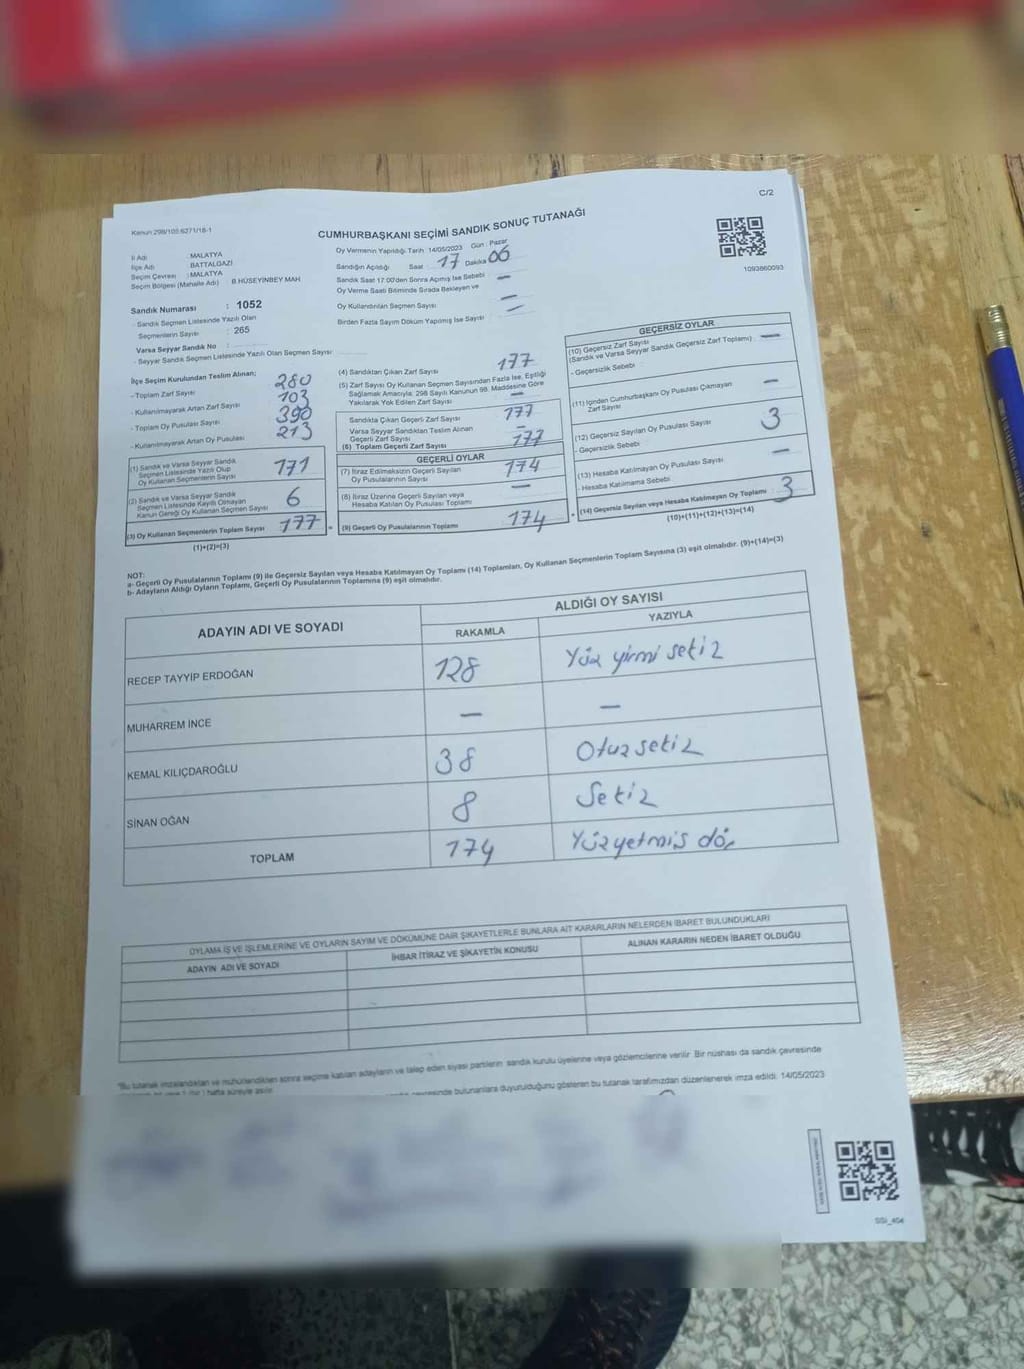 C/2
Kanun:298/105.6271/18-1
CUMHURBAŞKANI SEÇİMİ SANDIK SONUÇ TUTANAĞI
1093860093
İl Adı : MALATYA
İlçe Adı : BATTALGAZİ
Seçim Çevresi : MALATYA
Seçim Bölgesi (Mahalle Adı) : B.HÜSEYİNBEY MAH
Sandık Numarası : 1052
- Sandık Seçmen Listesinde Yazılı Olan
Seçmenlerin Sayısı : 265
Varsa Seyyar Sandık No :
- Seyyar Sandık Seçmen Listesinde Yazılı Olan Seçmen Sayısı
Oy Vermenin Yapıldığı Tarih : 14/05/2023 Gün : Pazar
Sandığın Açıldığı Saat 17 Dakika 06
Sandık Saat 17:00'den Sonra Açılmış İse Sebebi —
Oy Verme Saati Bitiminde Sırada Bekleyen ve
Oy Kullandırılan Seçmen Sayısı —
Birden Fazla Sayım Döküm Yapılmış İse Sayısı —
İlçe Seçim Kurulundan Teslim Alınan;
- Toplam Zarf Sayısı 280
- Kullanılmayarak Artan Zarf Sayısı 103
- Toplam Oy Pusulası Sayısı 390
- Kullanılmayarak Artan Oy Pusulası 213
(1) Sandık ve Varsa Seyyar Sandık
Seçmen Listesinde Yazılı Olup
Oy Kullanan Seçmenlerin Sayısı 171
(2) Sandık ve Varsa Seyyar Sandık
Seçmen Listesinde Kayıtlı Olmayan
Kanun Gereği Oy Kullanan Seçmen Sayısı 6
(3) Oy Kullanan Seçmenlerin Toplam Sayısı 177 =
(1)+(2)=(3)
(4) Sandıktan Çıkan Zarf Sayısı 177
(5) Zarf Sayısı Oy Kullanan Seçmen Sayısından Fazla İse, Eşitliği
Sağlamak Amacıyla; 298 Sayılı Kanunun 98. Maddesine Göre
Yakılarak Yok Edilen Zarf Sayısı —
Sandıkta Çıkan Geçerli Zarf Sayısı 177
Varsa Seyyar Sandıktan Teslim Alınan
Geçerli Zarf Sayısı —
(6) Toplam Geçerli Zarf Sayısı 177
GEÇERLİ OYLAR
(7) İtiraz Edilmeksizin Geçerli Sayılan
Oy Pusulasının Sayısı 174
(8) İtiraz Üzerine Geçerli Sayılan veya
Hesaba Katılan Oy Pusulası Toplamı —
(9) Geçerli Oy Pusulalarının Toplamı 174 +
GEÇERSİZ OYLAR
(10) Geçersiz Zarf Sayısı
(Sandık ve Varsa Seyyar Sandık Geçersiz Zarf Toplamı) —
- Geçersizlik Sebebi
(11) İçinden Cumhurbaşkanı Oy Pusulası Çıkmayan
Zarf Sayısı —
(12) Geçersiz Sayılan Oy Pusulası Sayısı 3
- Geçersizlik Sebebi
(13) Hesaba Katılmayan Oy Pusulası Sayısı —
- Hesaba Katılmama Sebebi
(14) Geçersiz Sayılan veya Hesaba Katılmayan Oy Toplamı 3
(10)+(11)+(12)+(13)=(14)
NOT:
a- Geçerli Oy Pusulalarının Toplamı (9) ile Geçersiz Sayılan veya Hesaba Katılmayan Oy Toplamı (14) Toplamları, Oy Kullanan Seçmenlerin Toplam Sayısına (3) eşit olmalıdır. (9)+(14)=(3)
b- Adayların Aldığı Oyların Toplamı, Geçerli Oy Pusulalarının Toplamına (9) eşit olmalıdır.
ADAYIN ADI VE SOYADI ALDIĞI OY SAYISI
RAKAMLA YAZIYLA
RECEP TAYYİP ERDOĞAN 128 Yüz yirmi sekiz
MUHARREM İNCE — —
KEMAL KILIÇDAROĞLU 38 Otuz sekiz
SİNAN OĞAN 8 Sekiz
TOPLAM 174 Yüzyetmiş dör
OYLAMA İŞ VE İŞLEMLERİNE VE OYLARIN SAYIM VE DÖKÜMÜNE DAİR ŞİKAYETLERLE BUNLARA AİT KARARLARIN NELERDEN İBARET BULUNDUKLARI
ADAYIN ADI VE SOYADI İHBAR İTİRAZ VE ŞİKAYETİN KONUSU ALINAN KARARIN NEDEN İBARET OLDUĞU
*Bu tutanak imzalandıktan ve mühürlendikten sonra seçime katılan adayların ve talep eden siyasi partilerin sandık kurulu üyelerine veya gözlemcilerine verilir. Bir nüshası da sandık çevresinde
çevresinde bulunanlara duyurulduğunu gösteren bu tutanak tarafımızdan düzenlenerek imza edildi. 14/05/2023
SSİ_404